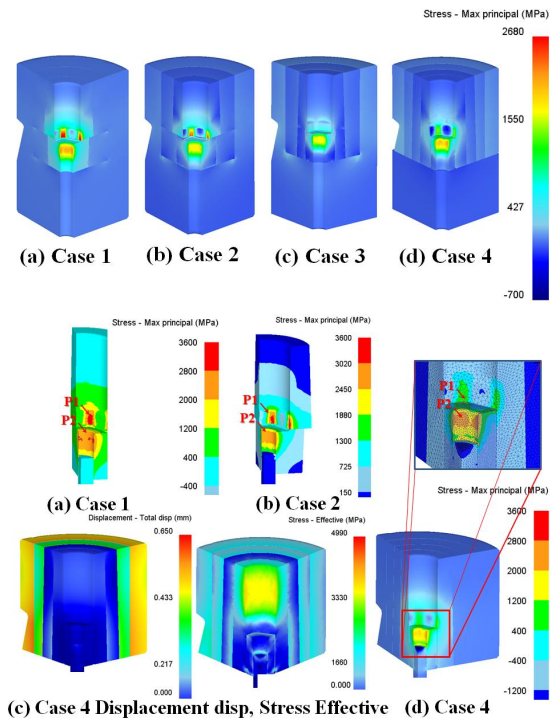 Stress - Max principal (MPa)
2680
1550
427
-700
(a) Case 1
(b) Case 2
(c) Case 3
(d) Case 4
Stress - Max principal (MPa)
3600
2800
2000
1200
400
-400
P1
P2
(a) Case 1
Stress - Max principal (MPa)
3600
3020
2450
1880
1300
725
150
P1
P2
(b) Case 2
P1
P2
Displacement - Total disp (mm)
0.650
0.433
0.217
0.000
Stress - Effective (MPa)
4990
3330
1660
0.000
(c) Case 4 Displacement disp, Stress Effective
Stress - Max principal (MPa)
3600
2800
2000
1200
400
-400
-1200
(d) Case 4